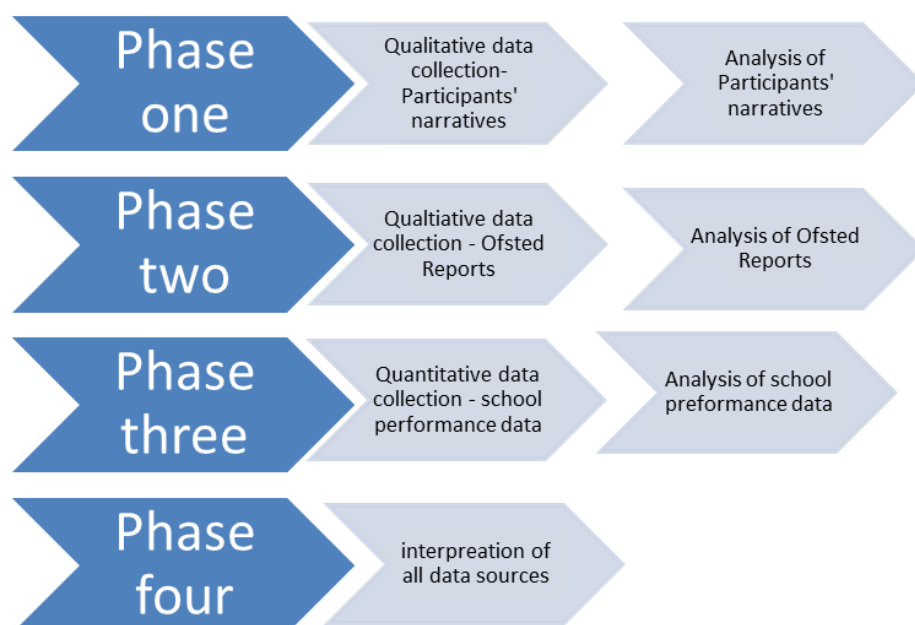 Phase
one
Qualitative data
collection-
Participants'
narratives
Analysis of
Participants'
narratives
Phase
two
Qualtiative data
collection - Ofsted
Reports
Analysis of Ofsted
Reports
Phase
three
Quantitative data
collection - school
performance data
Analysis of school
preformance data
Phase
four
interpreation of
all data sources